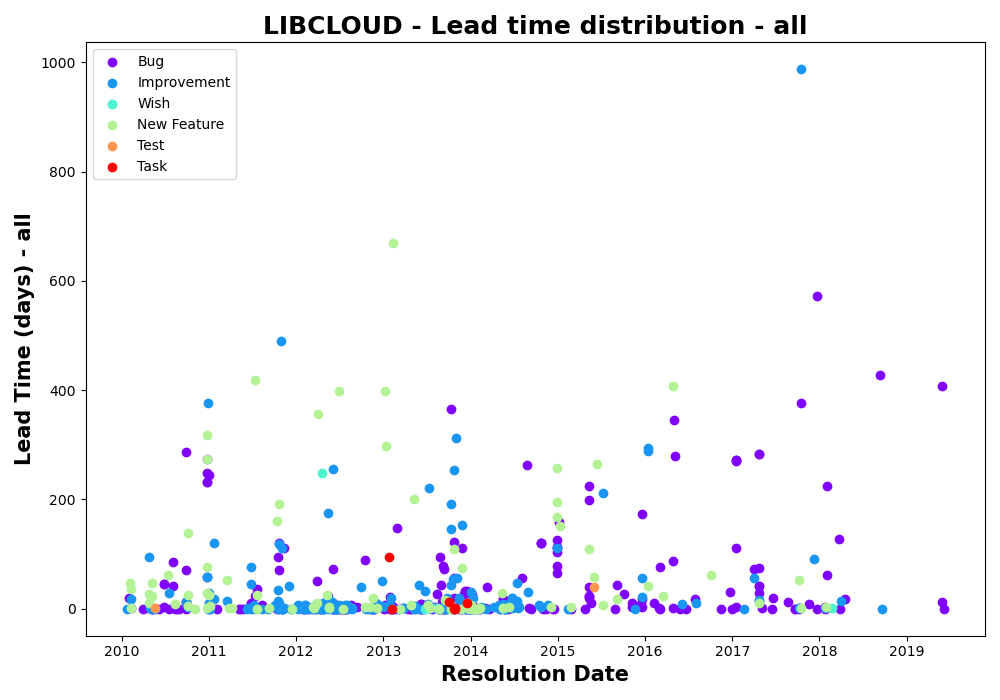 LIBCLOUD - Lead time distribution - all
Bug
Improvement
Wish
New Feature
Test
Task
1000
800
600
400
200
0
Lead Time (days) - all
2010 2011 2012 2013 2014 2015 2016 2017 2018 2019
Resolution Date